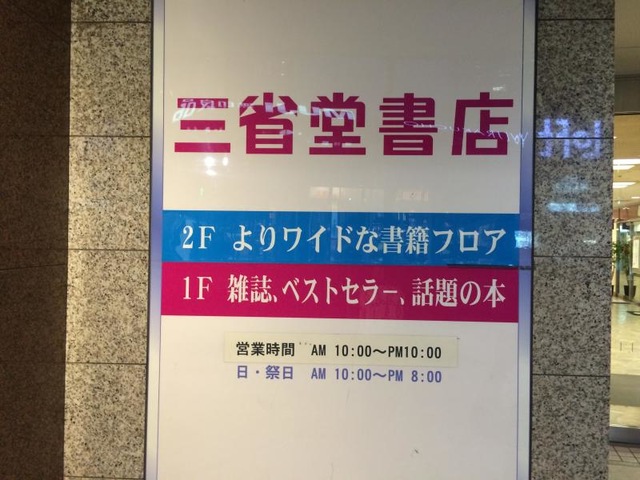 三省堂書店
2F よりワイドな書籍フロア
1F 雑誌、ベストセラー、話題の本
営業時間 AM 10:00～PM10:00
日・祭日 AM 10:00～PM 8:00